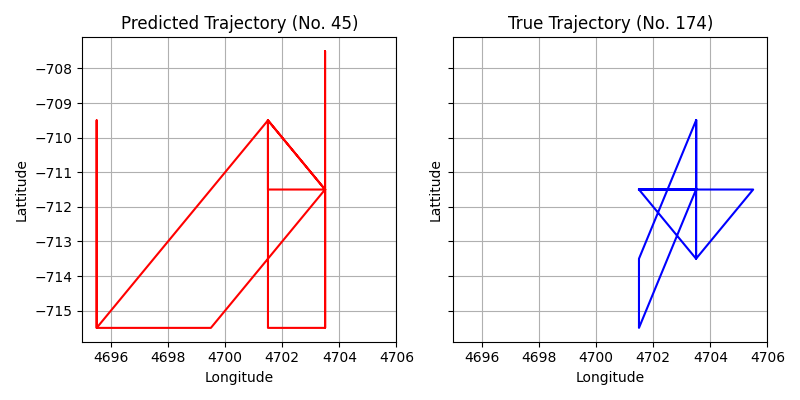 Predicted Trajectory (No. 45)
True Trajectory (No. 174)
−708
−709
−710
−711
−712
−713
−714
−715
Lattitude
Lattitude
4696 4698 4700 4702 4704 4706
4696 4698 4700 4702 4704 4706
Longitude
Longitude